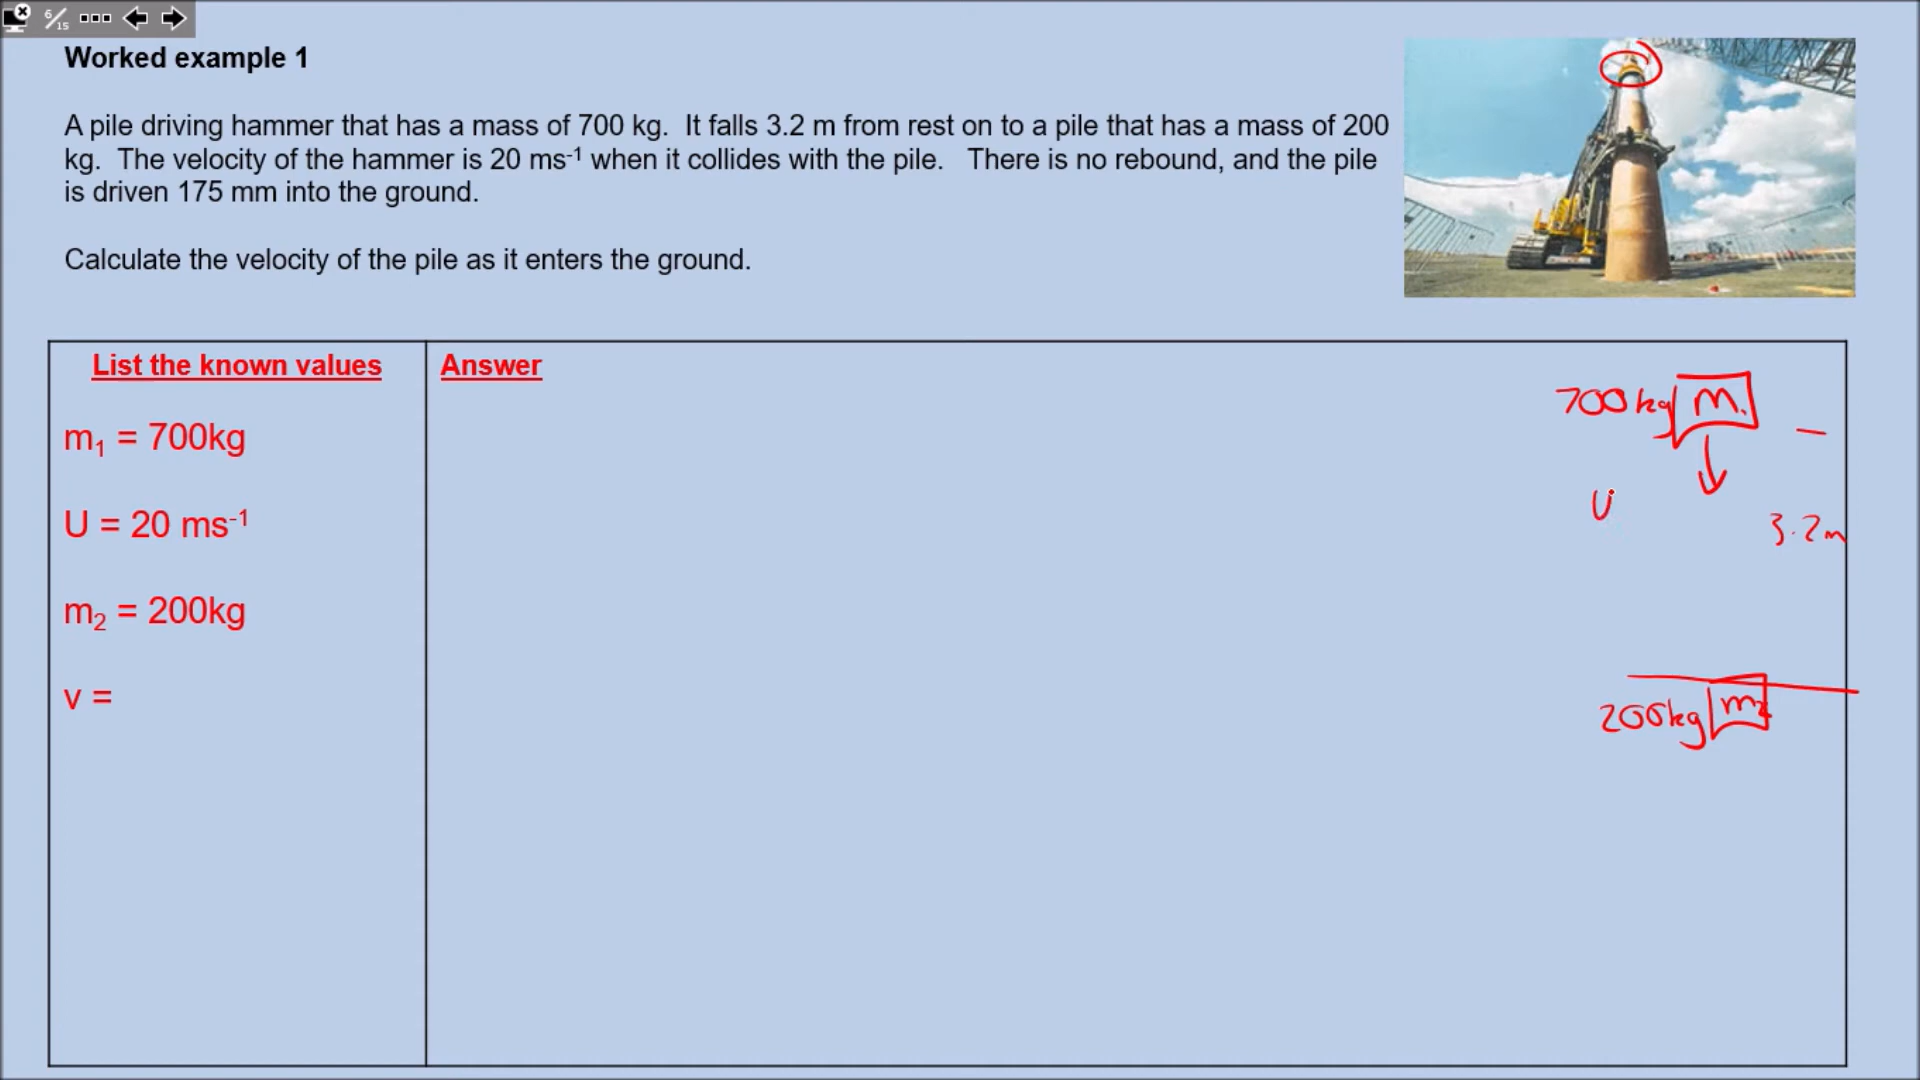 6/15
Worked example 1
A pile driving hammer that has a mass of 700 kg. It falls 3.2 m from rest on to a pile that has a mass of 200
kg. The velocity of the hammer is 20 ms⁻¹ when it collides with the pile. There is no rebound, and the pile
is driven 175 mm into the ground.
Calculate the velocity of the pile as it enters the ground.
List the known values
m₁ = 700kg
U = 20 ms⁻¹
m₂ = 200kg
v =
Answer
700kg m₁
U
3.2m
200kg m₂